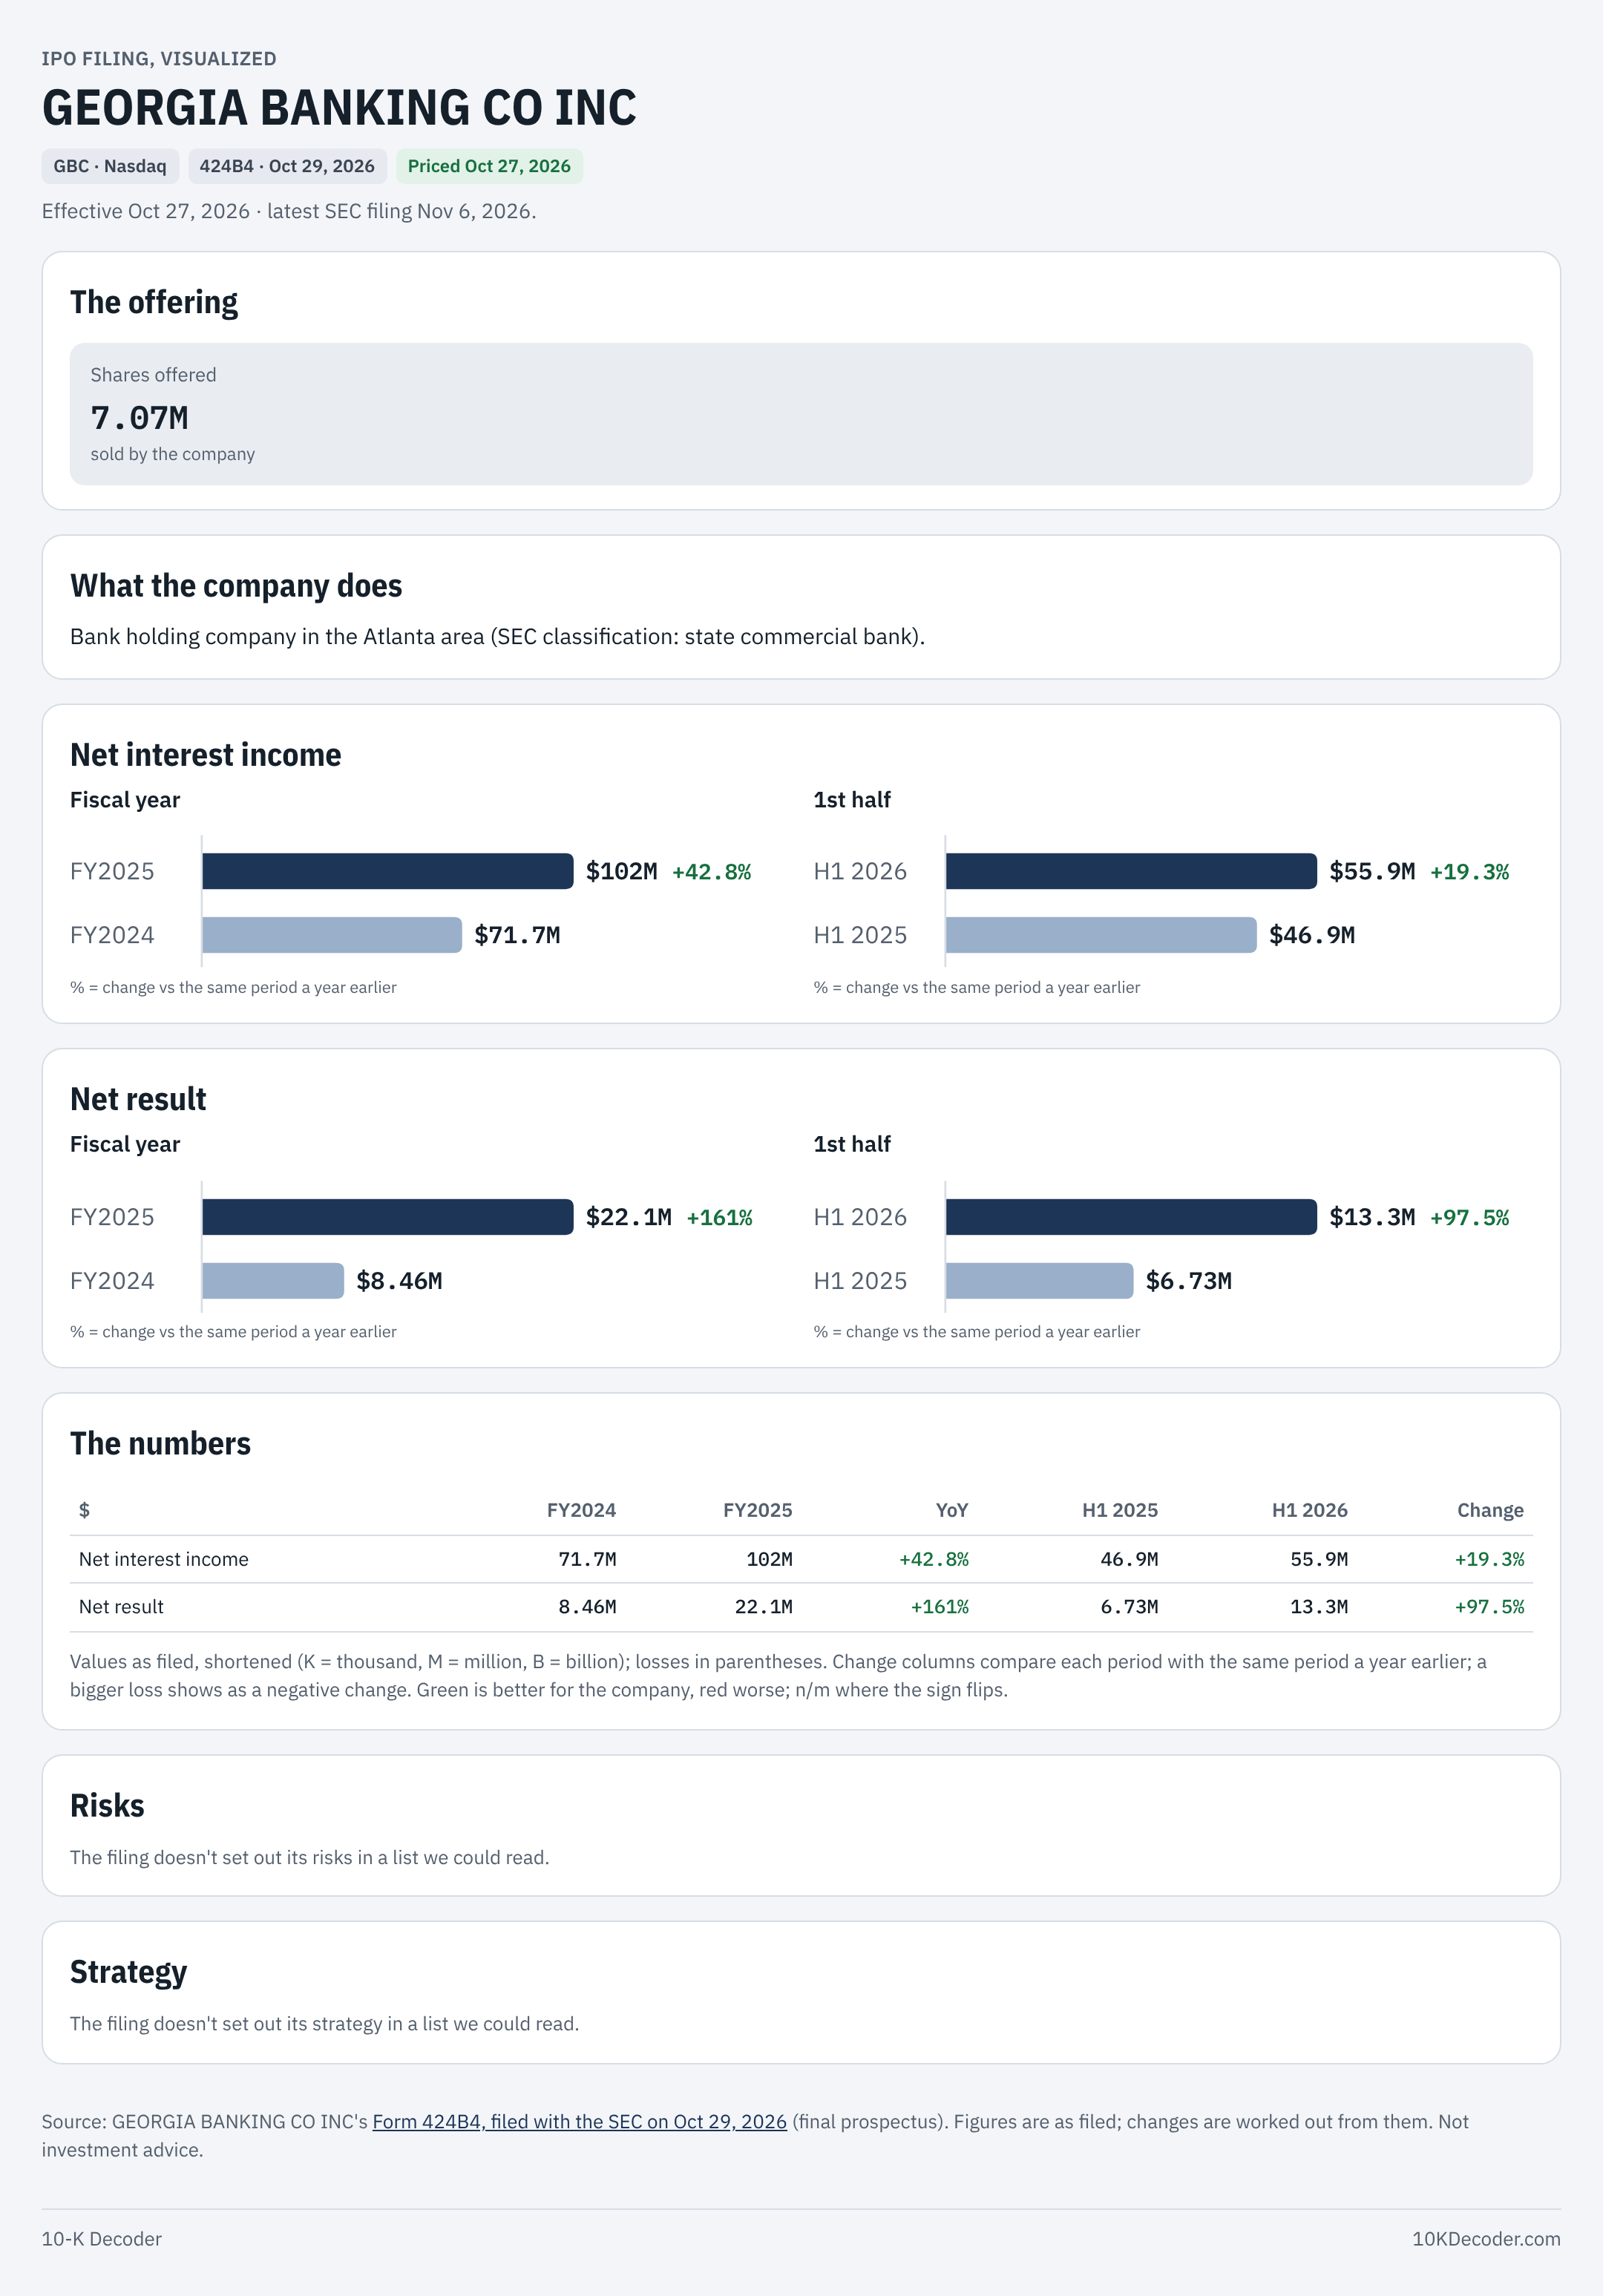 IPO FILING, VISUALIZED
GEORGIA BANKING CO INC
GBC · Nasdaq 424B4 · Oct 29, 2026 Priced Oct 27, 2026
Effective Oct 27, 2026 · latest SEC filing Nov 6, 2026.
The offering
Shares offered
7.07M
sold by the company
What the company does
Bank holding company in the Atlanta area (SEC classification: state commercial bank).
Net interest income
Fiscal year
FY2025 $102M +42.8%
FY2024 $71.7M
% = change vs the same period a year earlier
1st half
H1 2026 $55.9M +19.3%
H1 2025 $46.9M
% = change vs the same period a year earlier
Net result
Fiscal year
FY2025 $22.1M +161%
FY2024 $8.46M
% = change vs the same period a year earlier
1st half
H1 2026 $13.3M +97.5%
H1 2025 $6.73M
% = change vs the same period a year earlier
The numbers
$ FY2024 FY2025 YoY H1 2025 H1 2026 Change
Net interest income 71.7M 102M +42.8% 46.9M 55.9M +19.3%
Net result 8.46M 22.1M +161% 6.73M 13.3M +97.5%
Values as filed, shortened (K = thousand, M = million, B = billion); losses in parentheses. Change columns compare each period with the same period a year earlier; a
bigger loss shows as a negative change. Green is better for the company, red worse; n/m where the sign flips.
Risks
The filing doesn't set out its risks in a list we could read.
Strategy
The filing doesn't set out its strategy in a list we could read.
Source: GEORGIA BANKING CO INC's Form 424B4, filed with the SEC on Oct 29, 2026 (final prospectus). Figures are as filed; changes are worked out from them. Not
investment advice.
10-K Decoder 10KDecoder.com